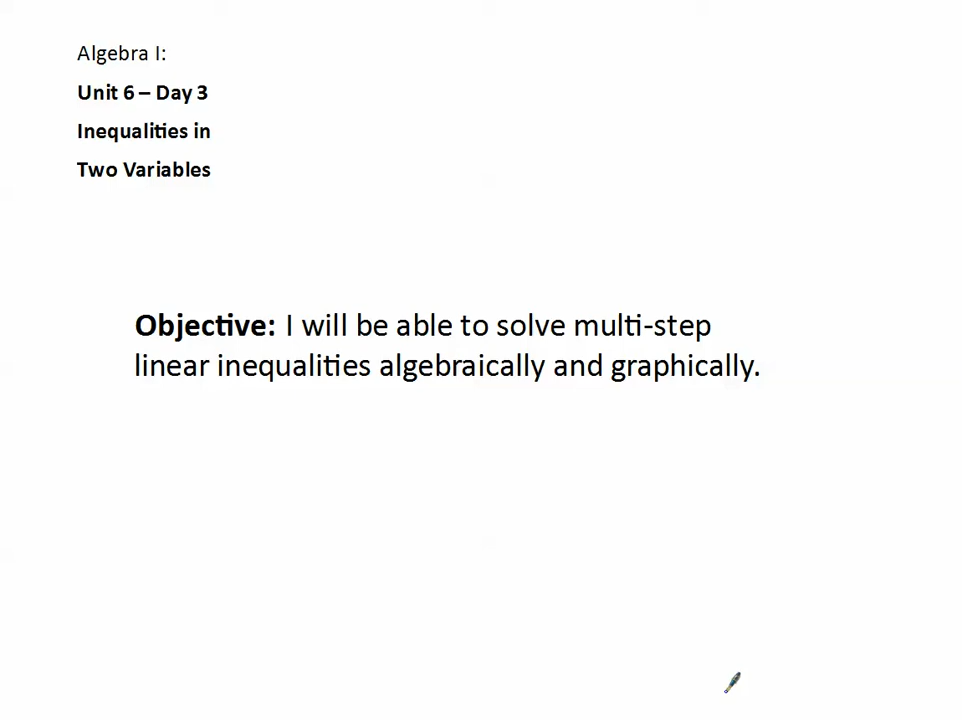 Algebra I:
Unit 6 – Day 3
Inequalities in
Two Variables
Objective: I will be able to solve multi-step
linear inequalities algebraically and graphically.